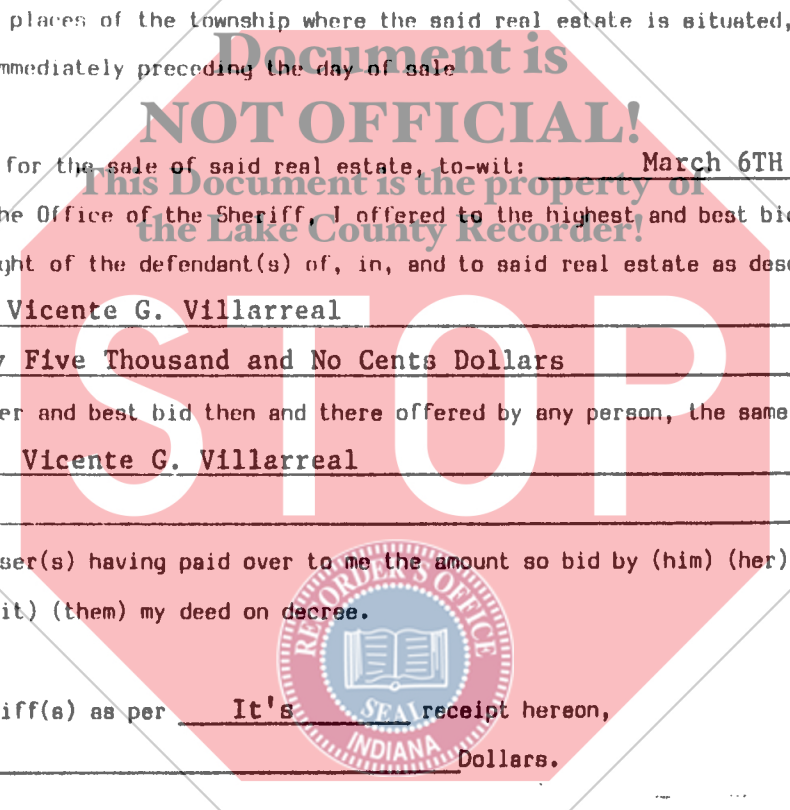 places of the township where the said real estate is situated,
Document is
mmediately preceding the day of sale
NOT OFFICIAL!
for the sale of said real estate, to-wit: March 6TH
This Document is the property of
he Office of the Sheriff, I offered to the highest and best bid
the Lake County Recorder!
ght of the defendant(s) of, in, and to said real estate as desc
Vicente G. Villarreal
y Five Thousand and No Cents Dollars
STOP
er and best bid then and there offered by any person, the same
Vicente G. Villarreal
ser(s) having paid over to me the amount so bid by (him) (her)
it) (them) my deed on decree.
RECORDER'S OFFICE
SEAL
INDIANA
iff(s) as per It's receipt hereon,
Dollars.